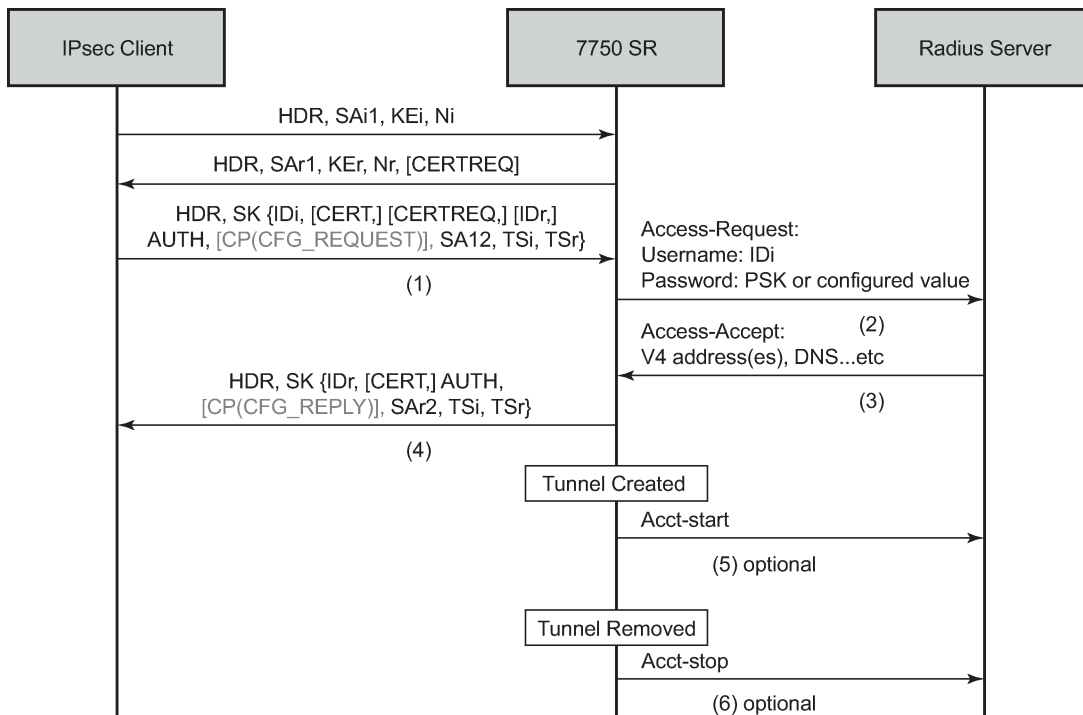 IPsec Client
7750 SR
Radius Server
HDR, SAi1, KEi, Ni
HDR, SAr1, KEr, Nr, [CERTREQ]
HDR, SK {IDi, [CERT,] [CERTREQ,] [IDr,]
AUTH, [CP(CFG_REQUEST)], SA12, TSi, TSr}
(1)
Access-Request:
Username: IDi
Password: PSK or configured value
(2)
Access-Accept:
V4 address(es), DNS...etc
(3)
HDR, SK {IDr, [CERT,] AUTH,
[CP(CFG_REPLY)], SAr2, TSi, TSr}
(4)
Tunnel Created
Acct-start
(5) optional
Tunnel Removed
Acct-stop
(6) optional